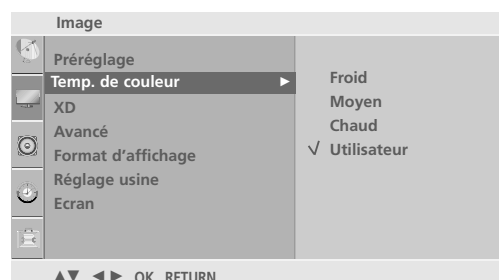 Image
Préréglage
Temp. de couleur ▶
XD
Avancé
Format d'affichage
Réglage usine
Ecran
Froid
Moyen
Chaud
√ Utilisateur
▲▼ ◀ ▶ OK RETURN